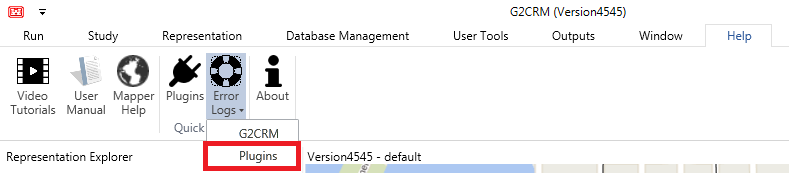 G2CRM (Version4545)
Run Study Representation Database Management User Tools Outputs Window Help
Video Tutorials
User Manual
Mapper Help
Plugins
Error Logs
About
Quick
G2CRM
Plugins
Representation Explorer
Version4545 - default